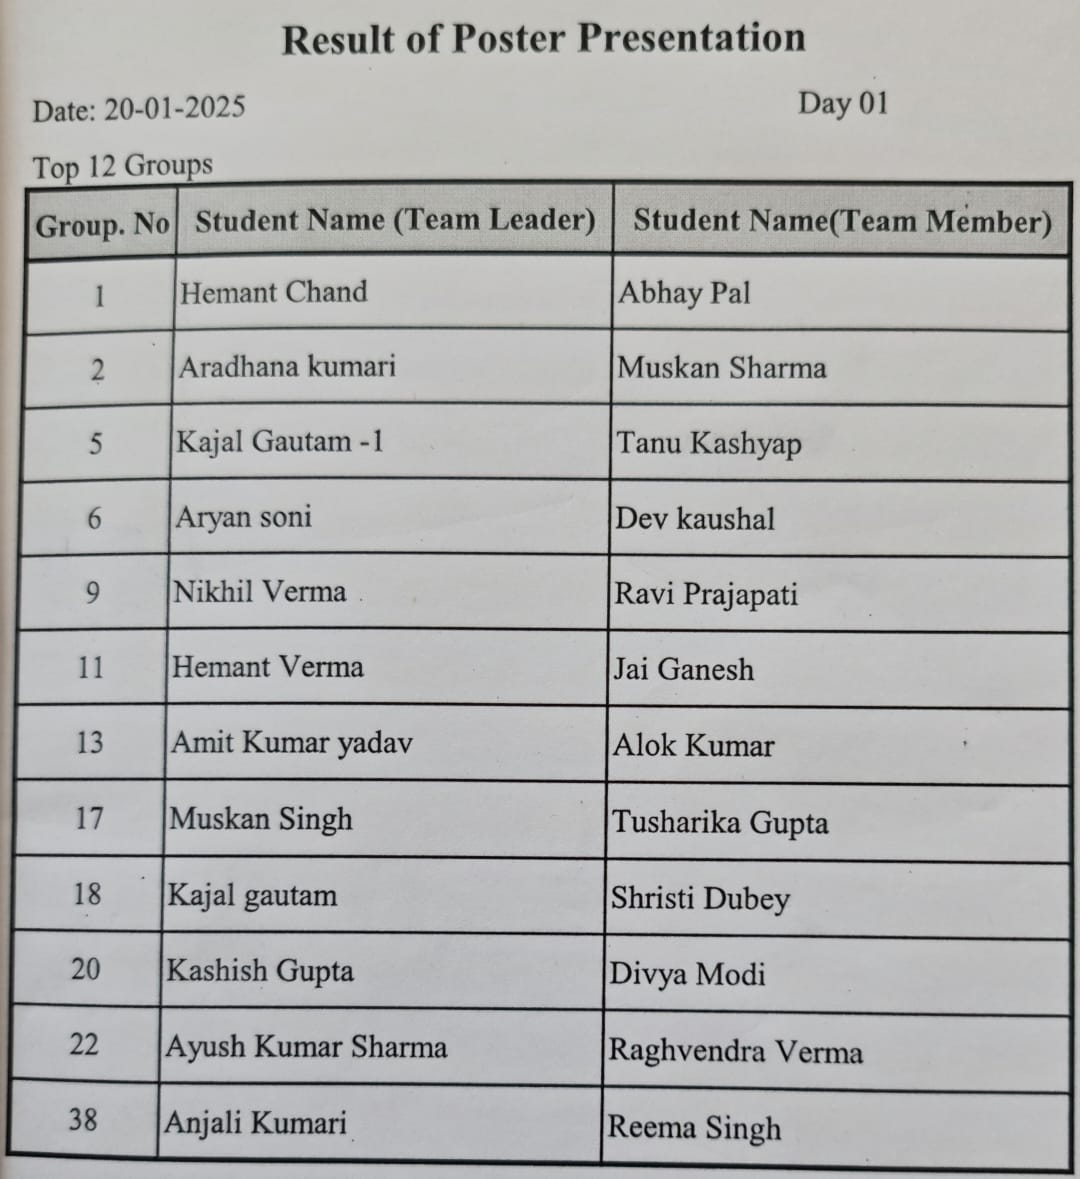 Result of Poster Presentation
Date: 20-01-2025 Day 01
Top 12 Groups
Group. No Student Name (Team Leader) Student Name(Team Member)
1 Hemant Chand Abhay Pal
2 Aradhana kumari Muskan Sharma
5 Kajal Gautam -1 Tanu Kashyap
6 Aryan soni Dev kaushal
9 Nikhil Verma Ravi Prajapati
11 Hemant Verma Jai Ganesh
13 Amit Kumar yadav Alok Kumar
17 Muskan Singh Tusharika Gupta
18 Kajal gautam Shristi Dubey
20 Kashish Gupta Divya Modi
22 Ayush Kumar Sharma Raghvendra Verma
38 Anjali Kumari Reema Singh